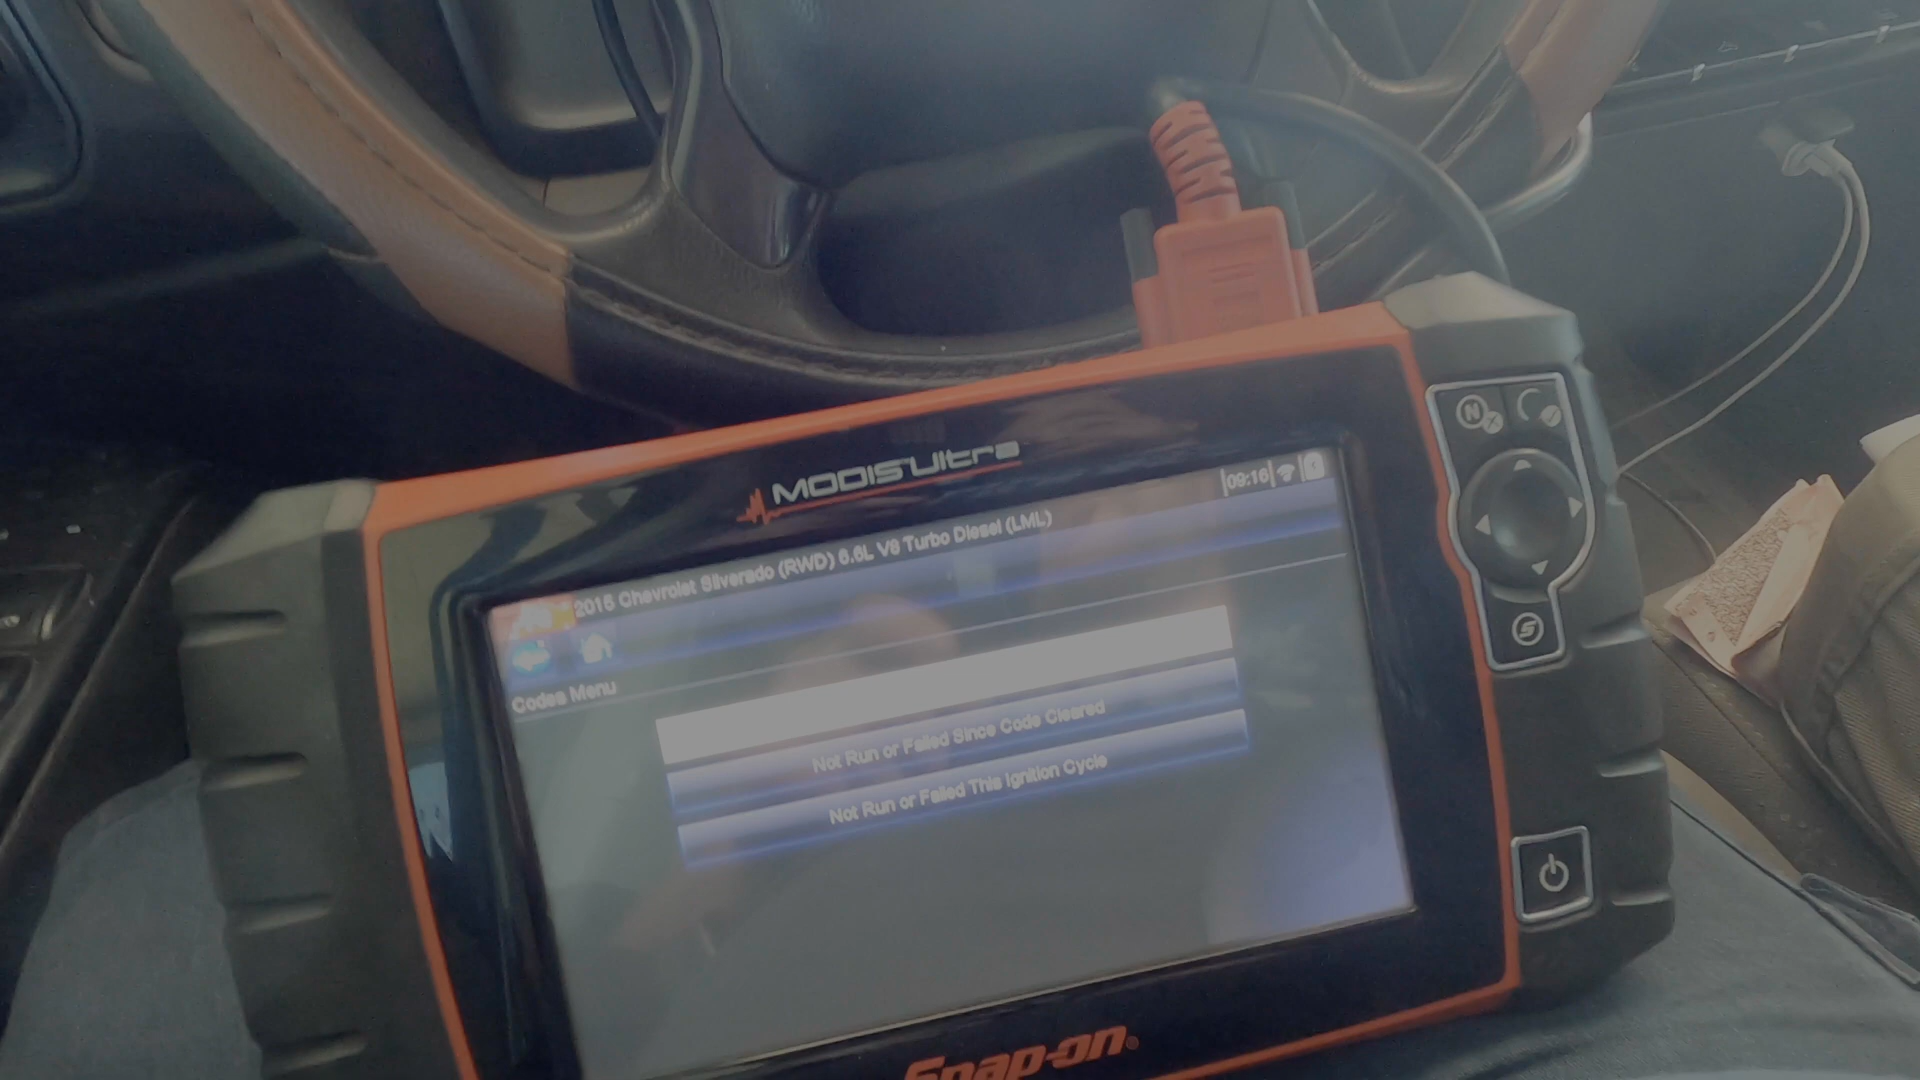 MODIS Ultra
09:16
2015 Chevrolet Silverado (RWD) 6.6L V8 Turbo Diesel (LML)
Codes Menu
Not Run or Failed Since Code Cleared
Not Run or Failed This Ignition Cycle
N
X
S
Snap-on